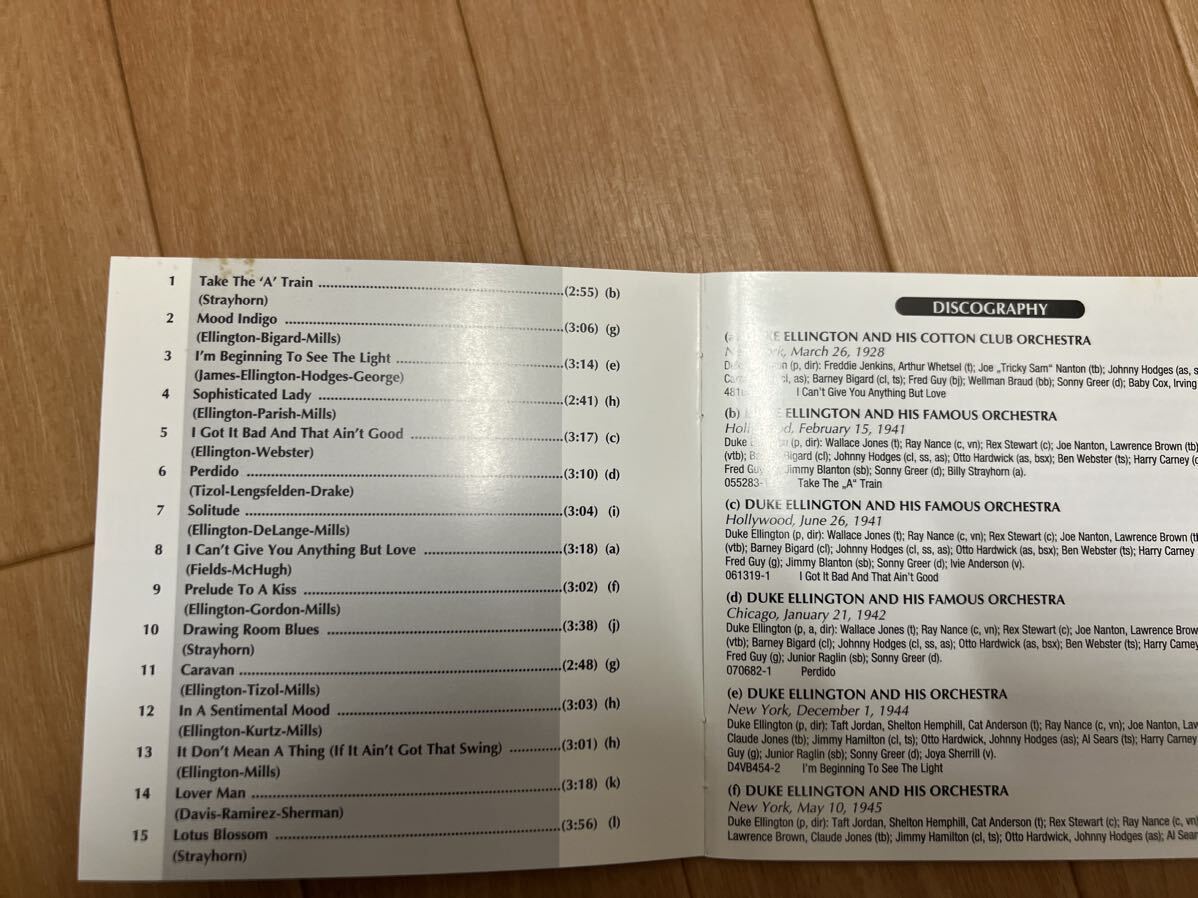 1 Take The ‘A’ Train (2:55) (b)
(Strayhorn)
2 Mood Indigo (3:06) (g)
(Ellington-Bigard-Mills)
3 I'm Beginning To See The Light (3:14) (e)
(James-Ellington-Hodges-George)
4 Sophisticated Lady (2:41) (h)
(Ellington-Parish-Mills)
5 I Got It Bad And That Ain't Good (3:17) (c)
(Ellington-Webster)
6 Perdido (3:10) (d)
(Tizol-Lengsfelden-Drake)
7 Solitude (3:04) (i)
(Ellington-DeLange-Mills)
8 I Can't Give You Anything But Love (3:18) (a)
(Fields-McHugh)
9 Prelude To A Kiss (3:02) (f)
(Ellington-Gordon-Mills)
10 Drawing Room Blues (3:38) (j)
(Strayhorn)
11 Caravan (2:48) (g)
(Ellington-Tizol-Mills)
12 In A Sentimental Mood (3:03) (h)
(Ellington-Kurtz-Mills)
13 It Don't Mean A Thing (If It Ain't Got That Swing) (3:01) (h)
(Ellington-Mills)
14 Lover Man (3:18) (k)
(Davis-Ramirez-Sherman)
15 Lotus Blossom (3:56) (l)
(Strayhorn)
DISCOGRAPHY
ELLINGTON AND HIS COTTON CLUB ORCHESTRA
March 26, 1928
(p, dir): Freddie Jenkins, Arthur Whetsel (t); Joe „Tricky Sam“ Nanton (tb); Johnny Hodges (as, s
cl, as); Barney Bigard (cl, ts); Fred Guy (bj); Wellman Braud (bb); Sonny Greer (d); Baby Cox, Irving
I Can't Give You Anything But Love
(b) ELLINGTON AND HIS FAMOUS ORCHESTRA
February 15, 1941
Duke (p, dir): Wallace Jones (t); Ray Nance (c, vn); Rex Stewart (c); Joe Nanton, Lawrence Brown (tb)
(vtb); Bigard (cl); Johnny Hodges (cl, ss, as); Otto Hardwick (as, bsx); Ben Webster (ts); Harry Carney (
Fred Guy Jimmy Blanton (sb); Sonny Greer (d); Billy Strayhorn (a).
055283- Take The „A“ Train
(c) DUKE ELLINGTON AND HIS FAMOUS ORCHESTRA
Hollywood, June 26, 1941
Duke Ellington (p, dir): Wallace Jones (t); Ray Nance (c, vn); Rex Stewart (c); Joe Nanton, Lawrence Brown (t
(vtb); Barney Bigard (cl); Johnny Hodges (cl, ss, as); Otto Hardwick (as, bsx); Ben Webster (ts); Harry Carney
Fred Guy (g); Jimmy Blanton (sb); Sonny Greer (d); Ivie Anderson (v).
061319-1 I Got It Bad And That Ain't Good
(d) DUKE ELLINGTON AND HIS FAMOUS ORCHESTRA
Chicago, January 21, 1942
Duke Ellington (p, a, dir): Wallace Jones (t); Ray Nance (c, vn); Rex Stewart (c); Joe Nanton, Lawrence Brow
(vtb); Barney Bigard (cl); Johnny Hodges (cl, ss, as); Otto Hardwick (as, bsx); Ben Webster (ts); Harry Carney
Fred Guy (g); Junior Raglin (sb); Sonny Greer (d).
070682-1 Perdido
(e) DUKE ELLINGTON AND HIS ORCHESTRA
New York, December 1, 1944
Duke Ellington (p, dir): Taft Jordan, Shelton Hemphill, Cat Anderson (t); Ray Nance (c, vn); Joe Nanton, Law
Claude Jones (tb); Jimmy Hamilton (cl, ts); Otto Hardwick, Johnny Hodges (as); Al Sears (ts); Harry Carney
Guy (g); Junior Raglin (sb); Sonny Greer (d); Joya Sherrill (v).
D4VB454-2 I'm Beginning To See The Light
(f) DUKE ELLINGTON AND HIS ORCHESTRA
New York, May 10, 1945
Duke Ellington (p, dir): Taft Jordan, Shelton Hemphill, Cat Anderson (t); Rex Stewart (c); Ray Nance (c, vn)
Lawrence Brown, Claude Jones (tb); Jimmy Hamilton (cl, ts); Otto Hardwick, Johnny Hodges (as); Al Sear